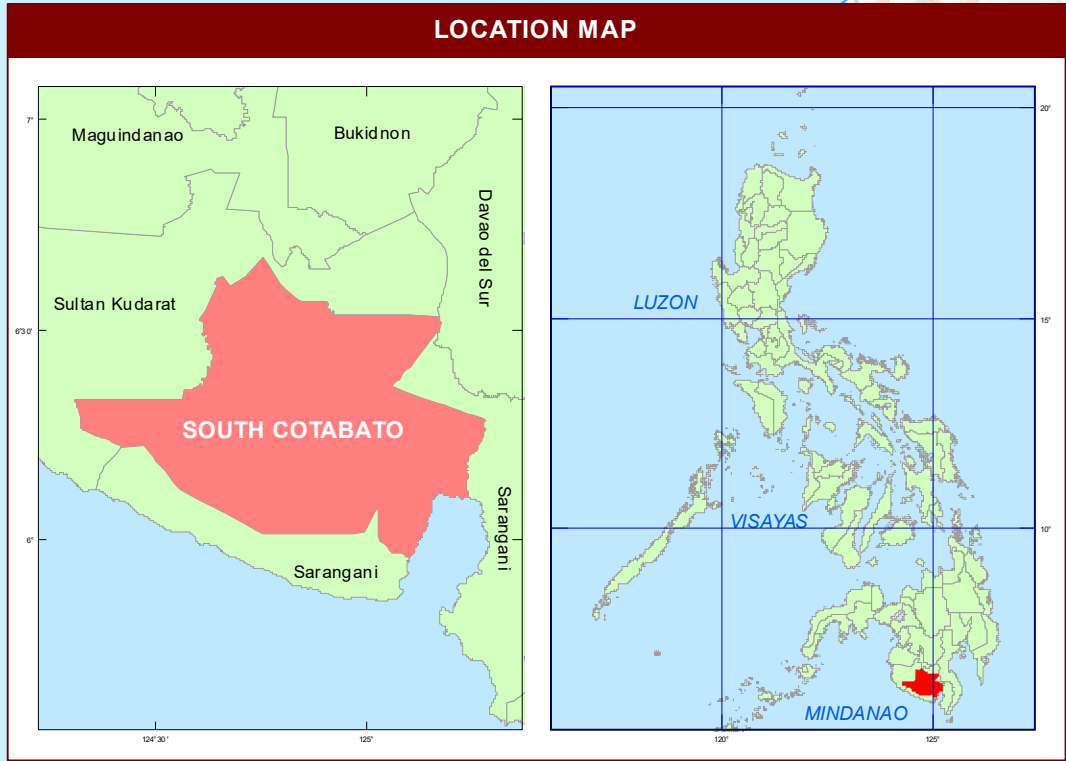 LOCATION MAP
7°
Maguindanao
Bukidnon
Davao del Sur
Sultan Kudarat
6°30'
SOUTH COTABATO
Sarangani
6°
Sarangani
124°30'
125°
20°
LUZON
15°
VISAYAS
10°
MINDANAO
120°
125°